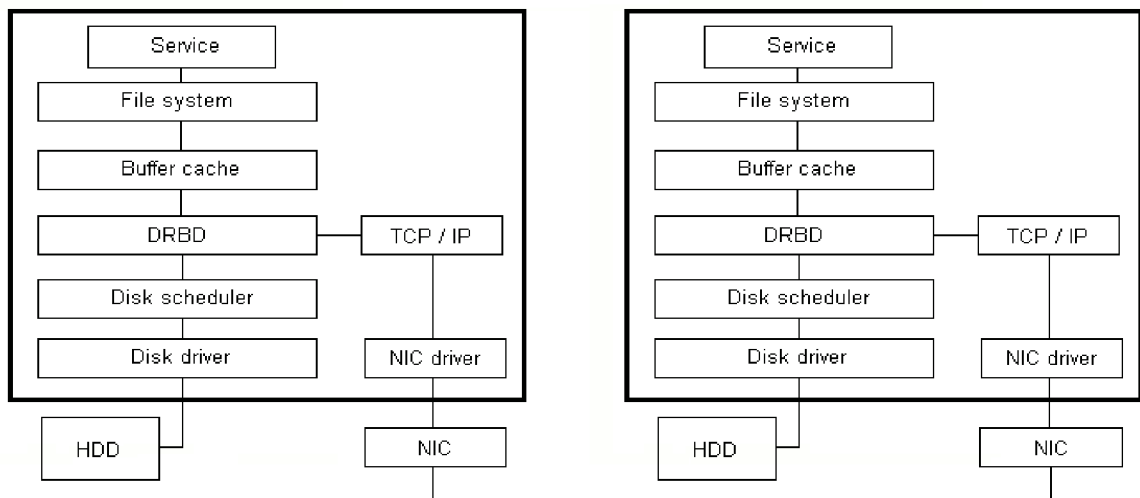 Service
File system
Buffer cache
DRBD
TCP / IP
Disk scheduler
Disk driver
NIC driver
HDD
NIC
Service
File system
Buffer cache
DRBD
TCP / IP
Disk scheduler
Disk driver
NIC driver
HDD
NIC